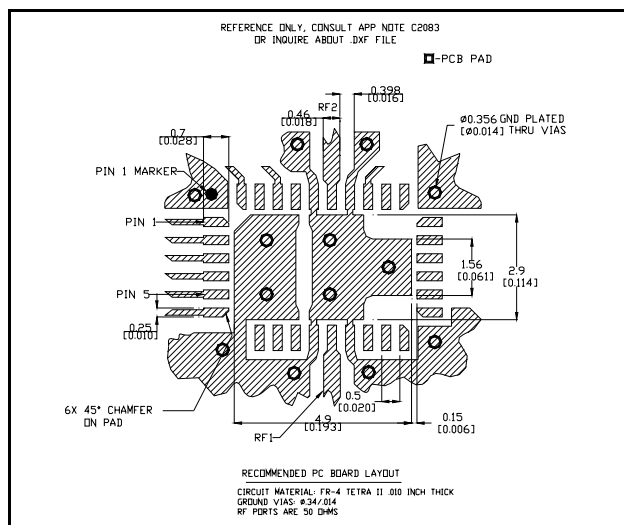 REFERENCE ONLY, CONSULT APP NOTE C2083
OR INQUIRE ABOUT .DXF FILE
-PCB PAD
0.398
[0.016]
0.46
[0.018]
RF2
Ø0.356 GND PLATED
[Ø0.014] THRU VIAS
0.7
[0.028]
PIN 1 MARKER
PIN 1
1.56
[0.061]
2.9
[0.114]
PIN 5
0.25
[0.010]
6X 45° CHAMFER
ON PAD
0.5
[0.020]
4.9
[0.193]
0.15
[0.006]
RF1
RECOMMENDED PC BOARD LAYOUT
CIRCUIT MATERIAL: FR-4 TETRA II .010 INCH THICK
GROUND VIAS: Ø.34/.014
RF PORTS ARE 50 OHMS